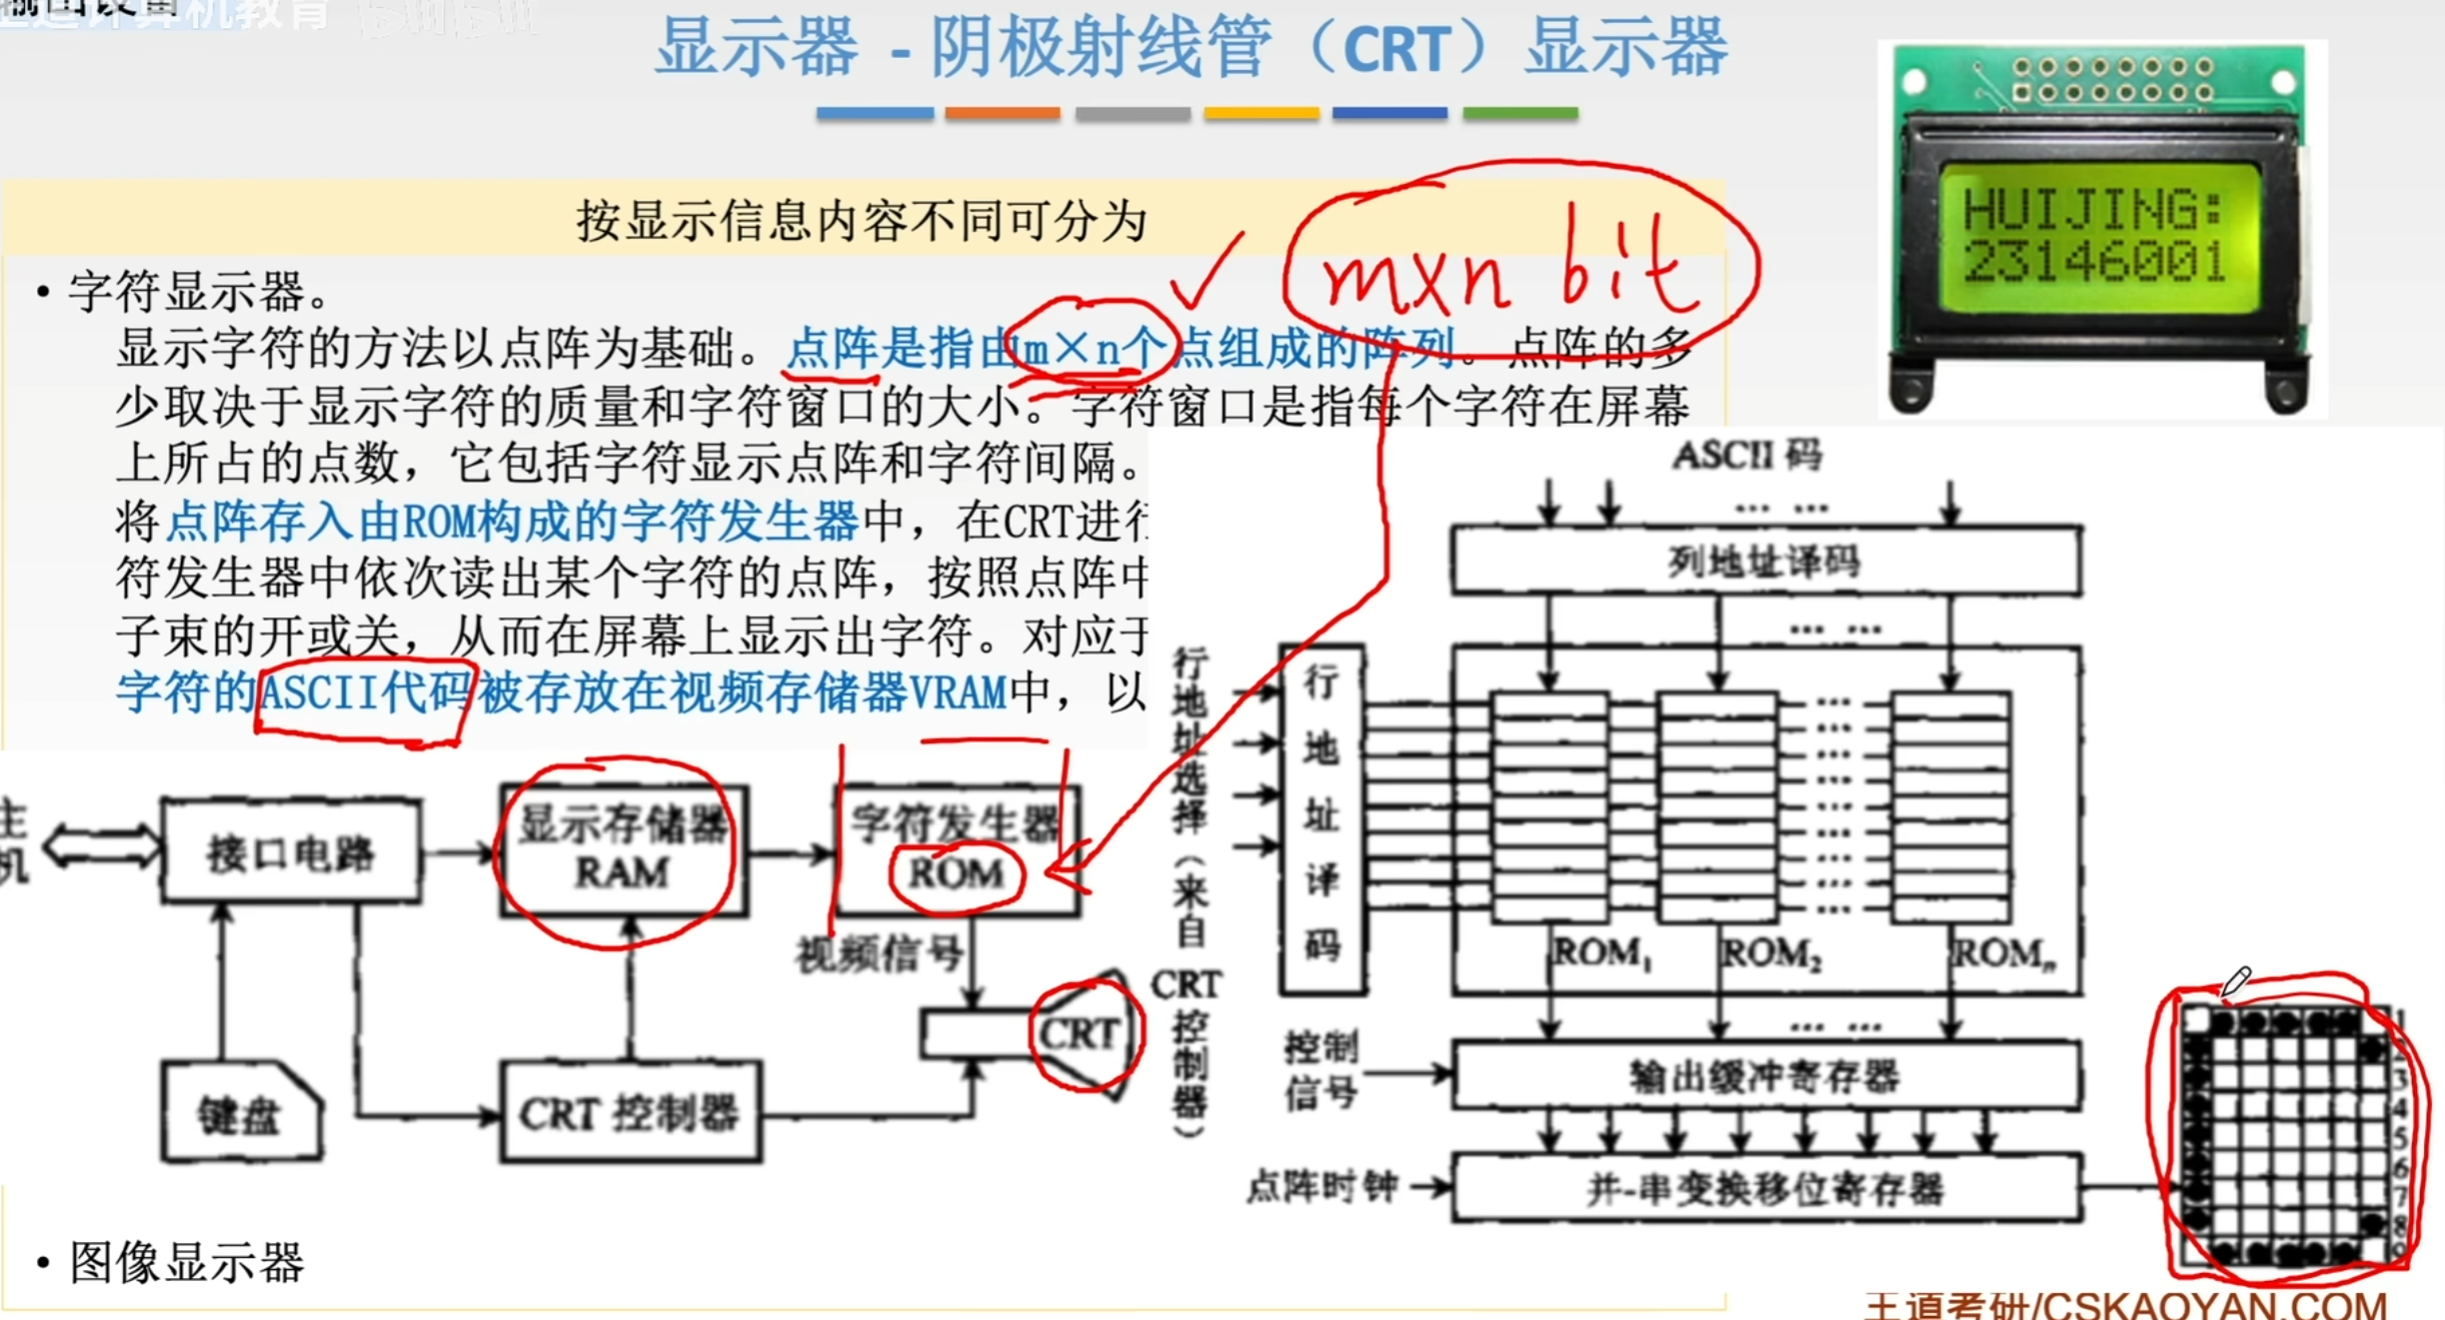 王道计算机教育
显示器 - 阴极射线管（CRT）显示器
按显示信息内容不同可分为
m×n bit
• 字符显示器。
显示字符的方法以点阵为基础。点阵是指由m×n个点组成的阵列。点阵的多
少取决于显示字符的质量和字符窗口的大小。字符窗口是指每个字符在屏幕
上所占的点数，它包括字符显示点阵和字符间隔。
将点阵存入由ROM构成的字符发生器中，在CRT进行
符发生器中依次读出某个字符的点阵，按照点阵中
子束的开或关，从而在屏幕上显示出字符。对应于
字符的ASCII代码被存放在视频存储器VRAM中，以
主机
接口电路
显示存储器
RAM
字符发生器
ROM
视频信号
CRT
键盘
CRT 控制器
• 图像显示器
HUIJING:
23146001
ASCII 码
... ...
列地址译码
... ...
行地址选择（来自CRT控制器）
行地址译码
...
...
...
...
...
...
...
...
...
ROM₁
ROM₂
ROMₙ
... ...
控制
信号
输出缓冲寄存器
点阵时钟
并-串变换移位寄存器
1
2
3
4
5
6
7
8
9
王道考研/CSKAOYAN.COM